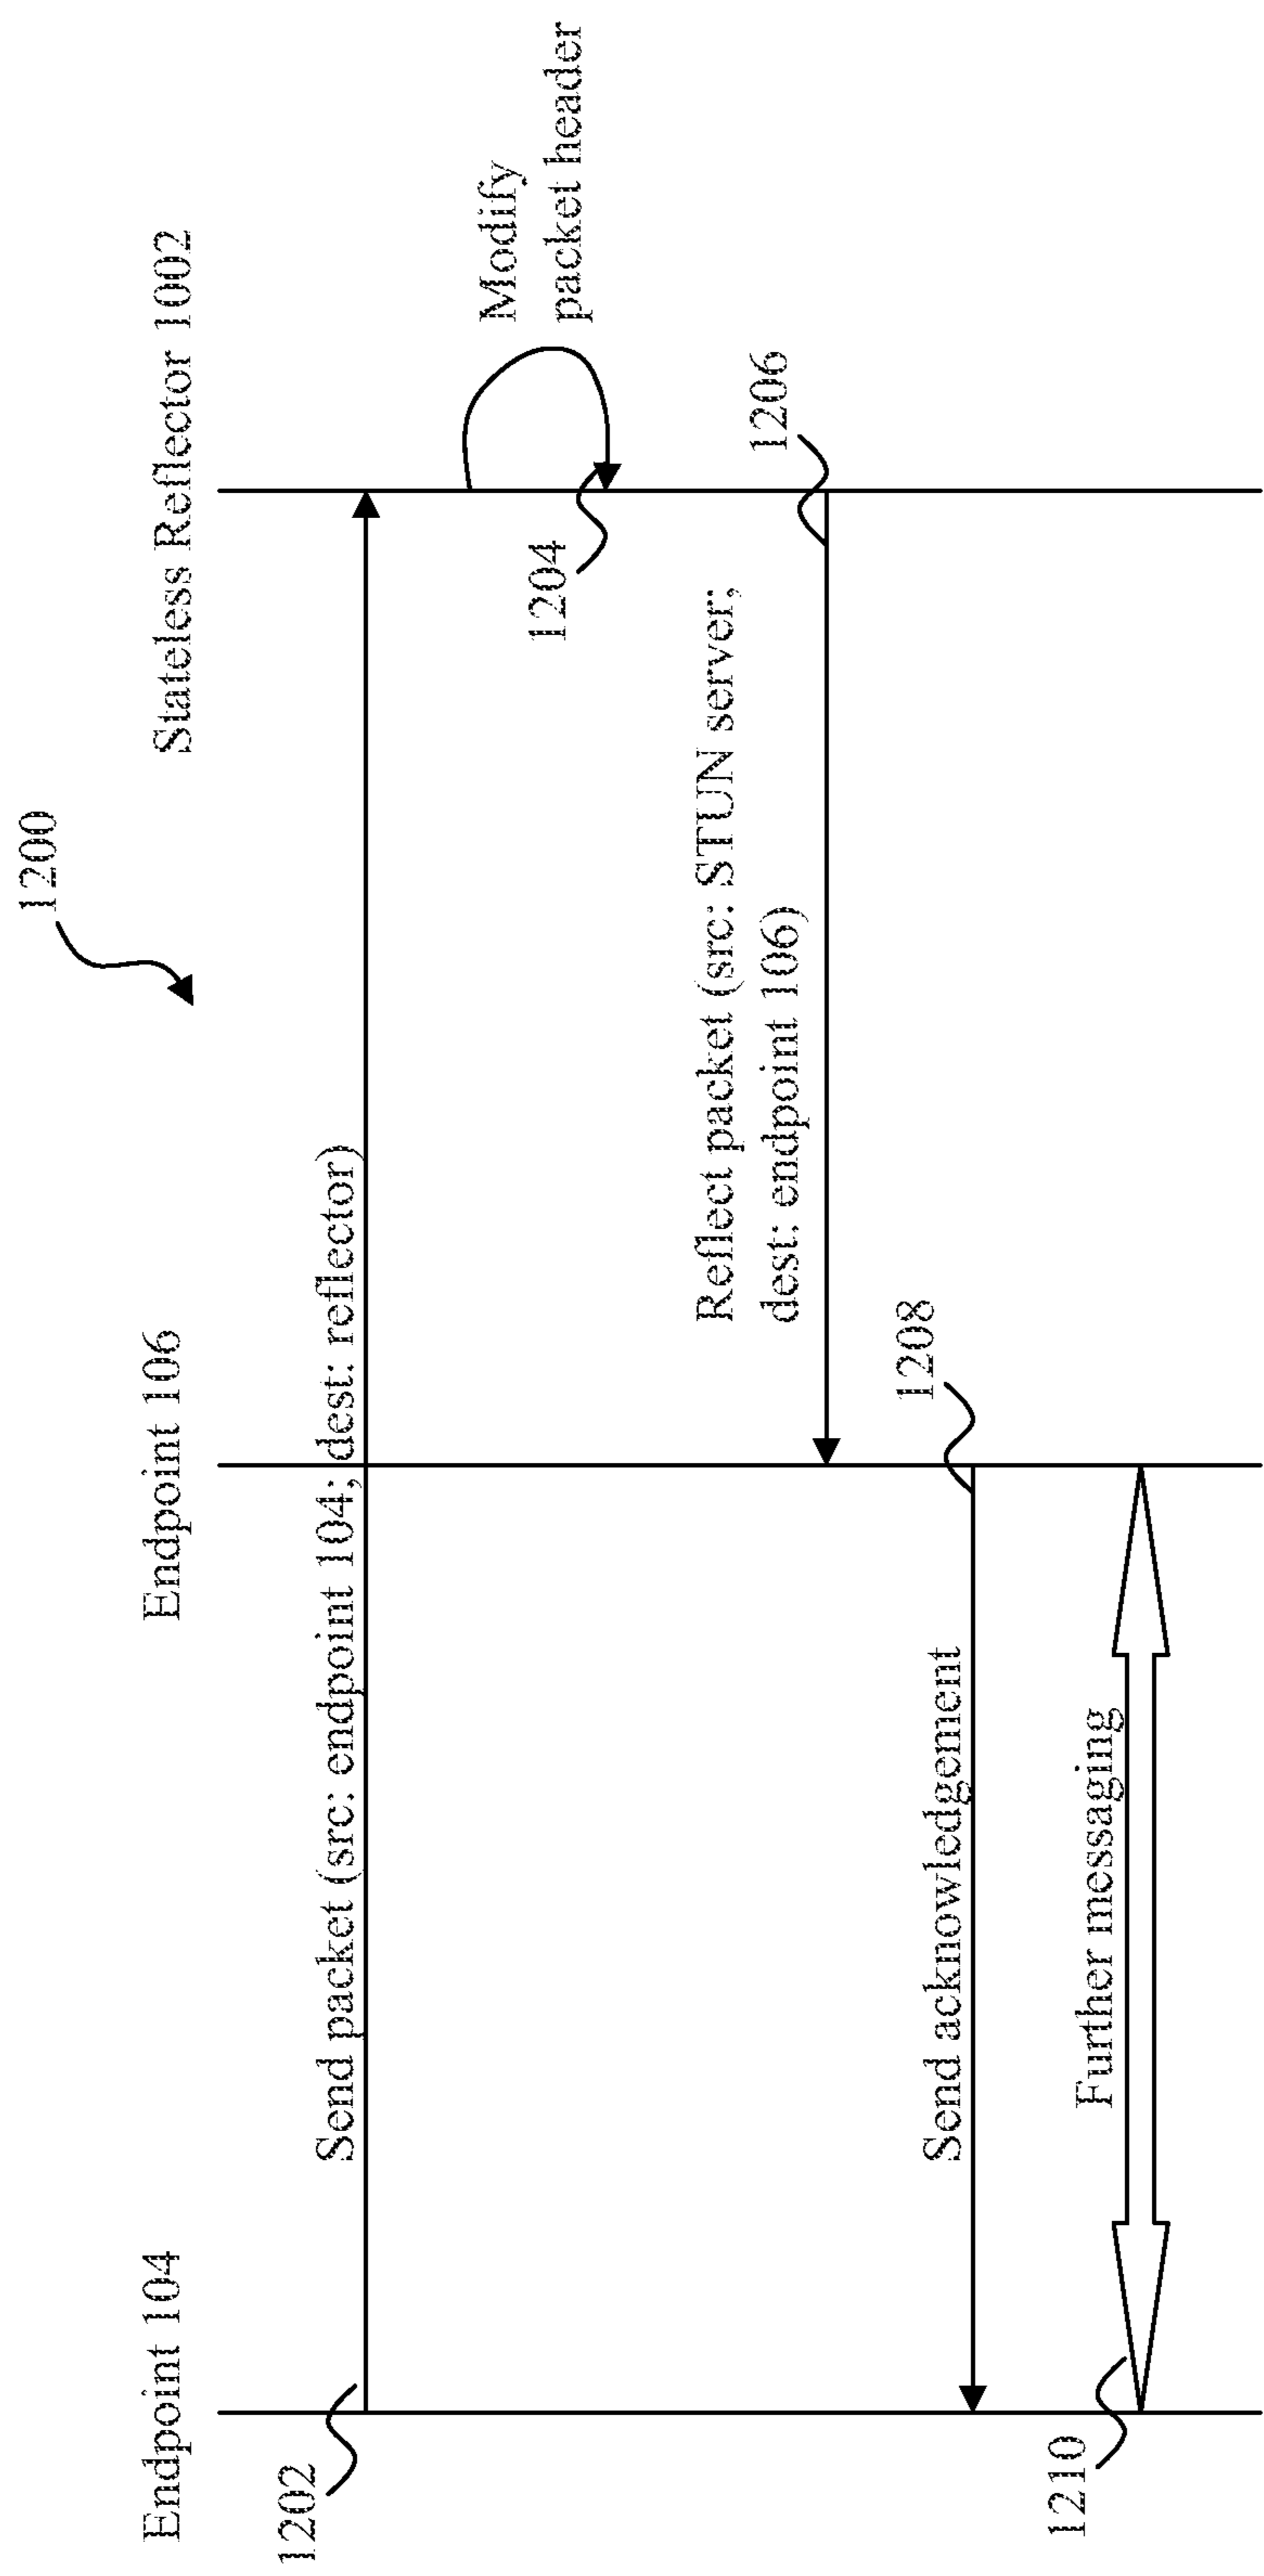 1200
Endpoint 104
Endpoint 106
Stateless Reflector 1002
1202
Send packet (src: endpoint 104; dest: reflector)
Modify
packet header
1204
Reflect packet (src: STUN server;
dest: endpoint 106)
1206
1208
Send acknowledgement
1210
Further messaging